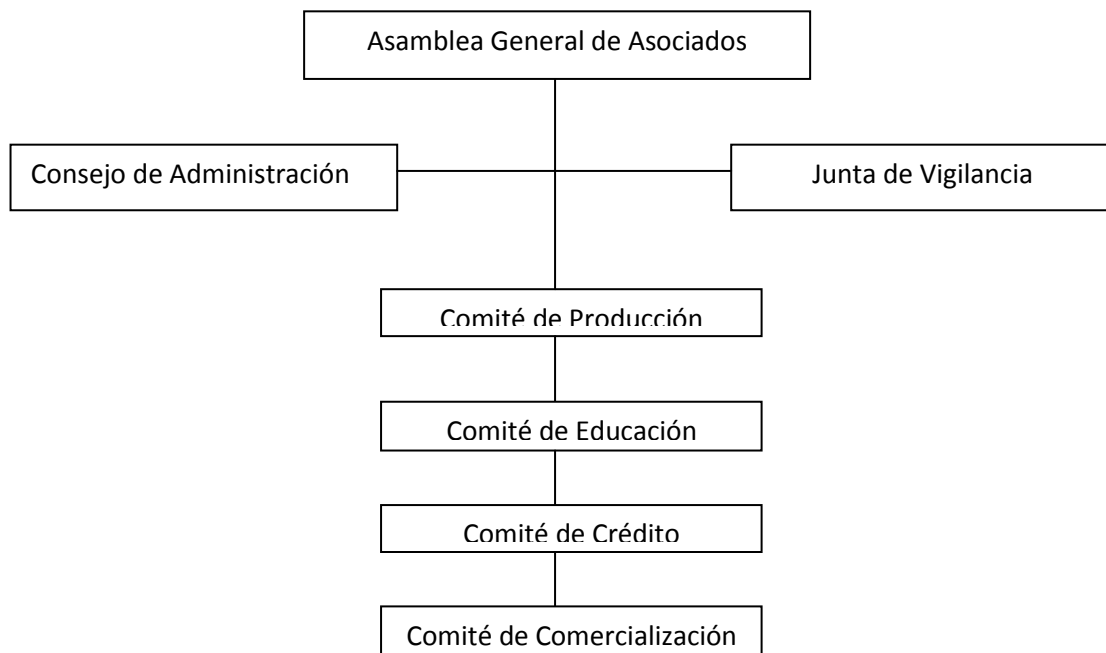 Asamblea General de Asociados
Consejo de Administración
Junta de Vigilancia
Comité de Producción
Comité de Educación
Comité de Crédito
Comité de Comercialización